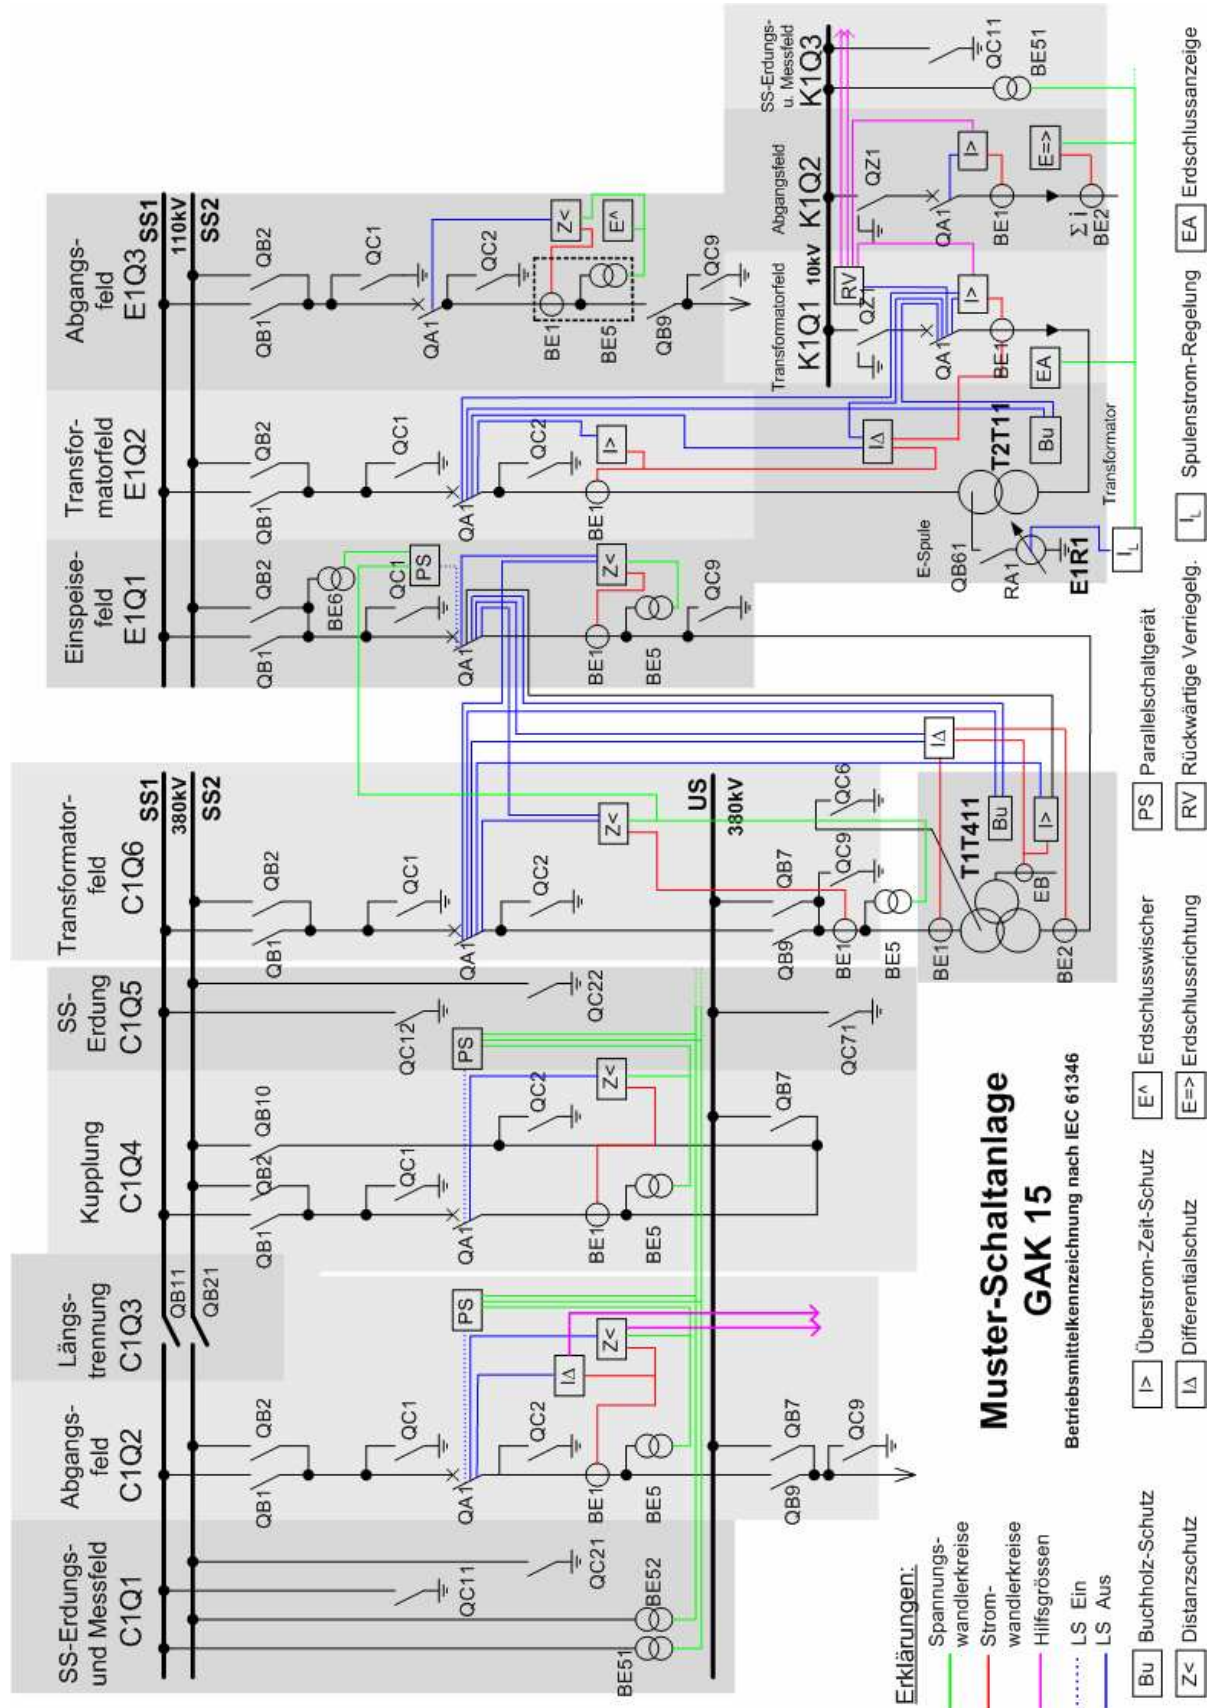 SS-Erdungs-
und Messfeld
C1Q1
BE51
BE52
QC11
QC21
Abgangs-
feld
C1Q2
QB1
QB2
QC1
QA1
QC2
BE1
BE5
PS
IΔ
Z<
QB9
QB7
QC9
Längs-
trennung
C1Q3
QB11
QB21
Kupplung
C1Q4
QB1
QB2
QB10
QC1
QA1
QC2
PS
Z<
BE1
BE5
QB7
SS-
Erdung
C1Q5
QC12
QC22
QC71
Transformator-
feld
C1Q6
SS1
380kV
SS2
QB1
QB2
QC1
QA1
QC2
Z<
US
380kV
QB9
QB7
QC9
QC6
BE1
BE5
T1T411
BE1
BE2
EB
Bu
I>
IΔ
Einspeise-
feld
E1Q1
QB1
QB2
BE6
QC1
PS
QA1
Z<
BE1
BE5
QC9
Transfor-
matorfeld
E1Q2
QB1
QB2
QC1
QA1
QC2
I>
BE1
IΔ
T2T11
Bu
Transformator
E-Spule
QB61
RA1
E1R1
IL
Abgangs-
feld
E1Q3
SS1
110kV
SS2
QB1
QB2
QC1
QA1
QC2
Z<
E^
BE1
BE5
QB9
QC9
Transformatorfeld
K1Q1
10kV
RV
QZ1
QA1
I>
BE1
EA
Abgangsfeld
K1Q2
QZ1
QA1
I>
BE1
E=>
Σ i
BE2
SS-Erdungs-
u. Messfeld
K1Q3
QC11
BE51
Muster-Schaltanlage
GAK 15
Betriebsmittelkennzeichnung nach IEC 61346
Erklärungen:
Spannungs-
wandlerkreise
Strom-
wandlerkreise
Hilfsgrössen
LS Ein
LS Aus
Bu Buchholz-Schutz
Z< Distanzschutz
I> Überstrom-Zeit-Schutz
IΔ Differentialschutz
E^ Erdschlusswischer
E=> Erdschlussrichtung
PS Parallelschaltgerät
RV Rückwärtige Verriegelg.
IL Spulenstrom-Regelung
EA Erdschlussanzeige